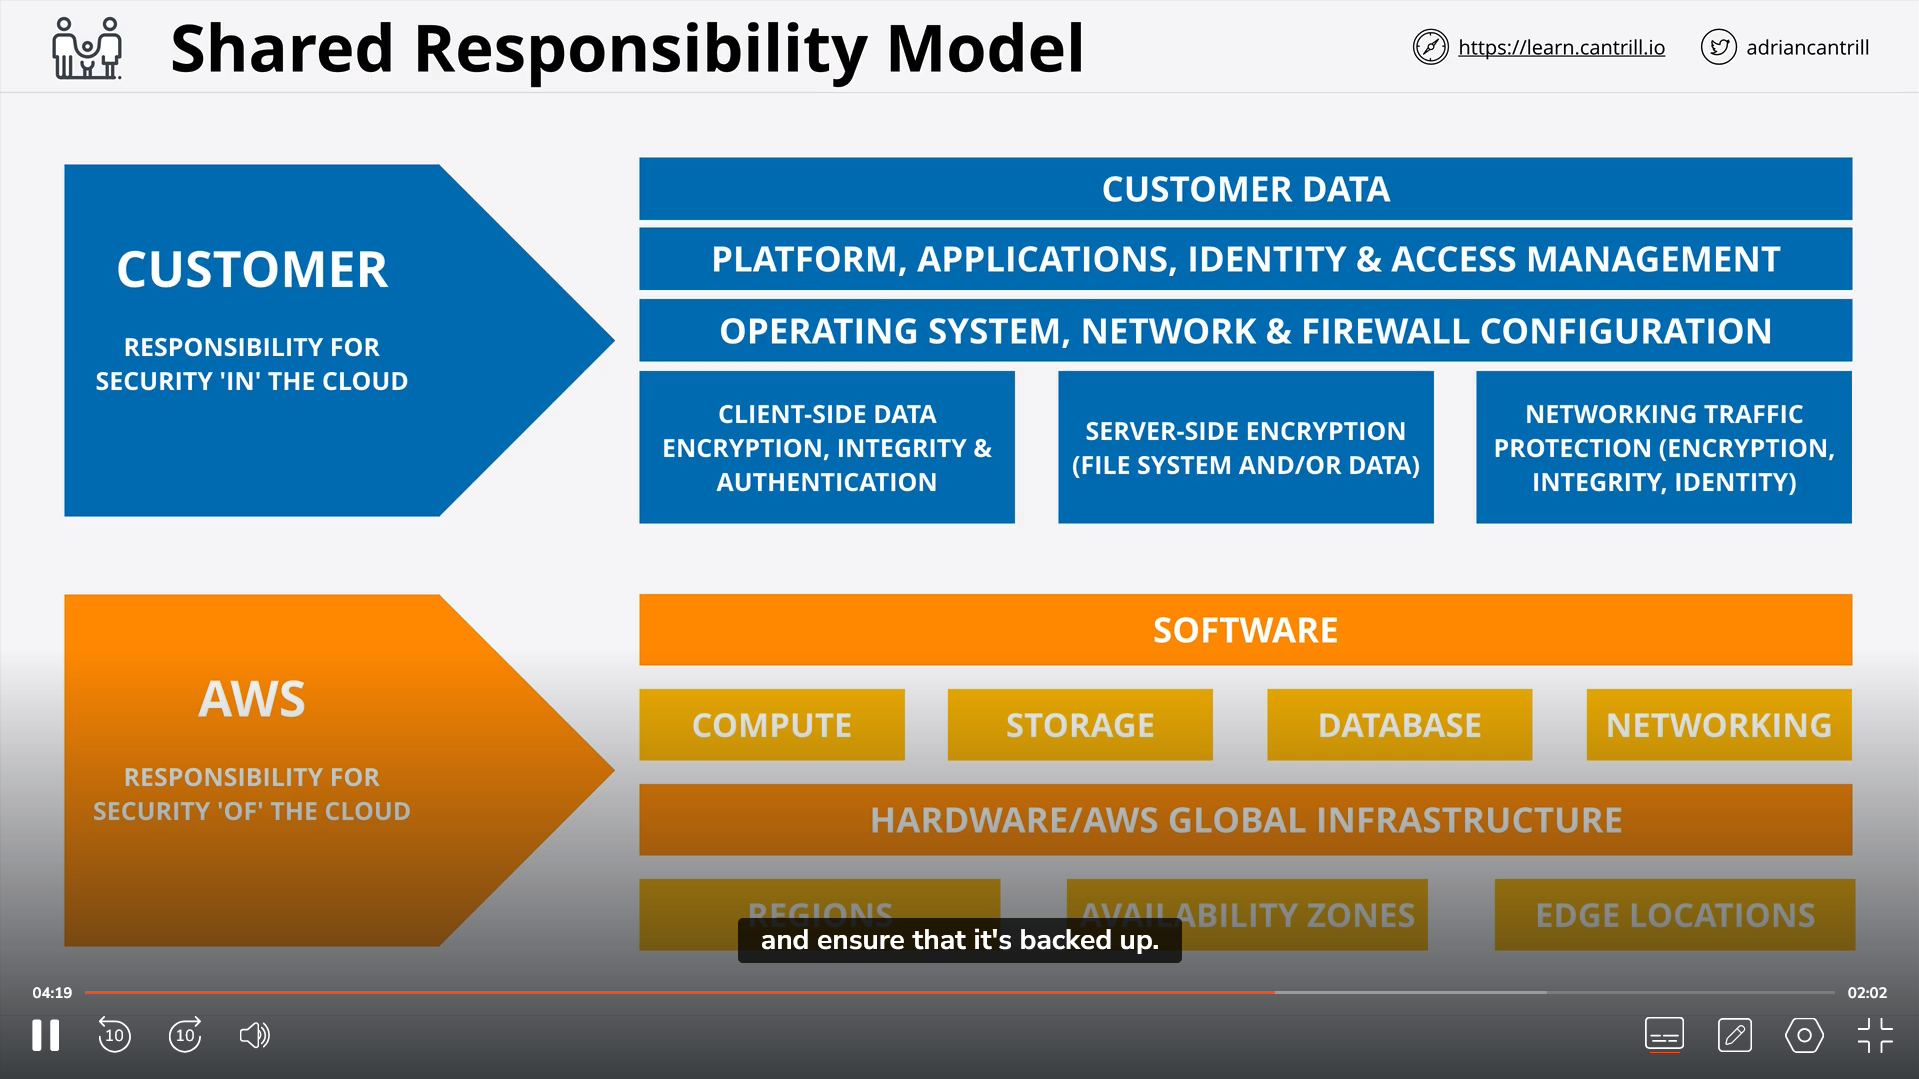 Shared Responsibility Model
https://learn.cantrill.io
adriancantrill
CUSTOMER
RESPONSIBILITY FOR
SECURITY 'IN' THE CLOUD
CUSTOMER DATA
PLATFORM, APPLICATIONS, IDENTITY & ACCESS MANAGEMENT
OPERATING SYSTEM, NETWORK & FIREWALL CONFIGURATION
CLIENT-SIDE DATA
ENCRYPTION, INTEGRITY &
AUTHENTICATION
SERVER-SIDE ENCRYPTION
(FILE SYSTEM AND/OR DATA)
NETWORKING TRAFFIC
PROTECTION (ENCRYPTION,
INTEGRITY, IDENTITY)
AWS
RESPONSIBILITY FOR
SECURITY 'OF' THE CLOUD
SOFTWARE
COMPUTE
STORAGE
DATABASE
NETWORKING
HARDWARE/AWS GLOBAL INFRASTRUCTURE
REGIONS
AVAILABILITY ZONES
EDGE LOCATIONS
and ensure that it's backed up.
04:19
02:02
10
10